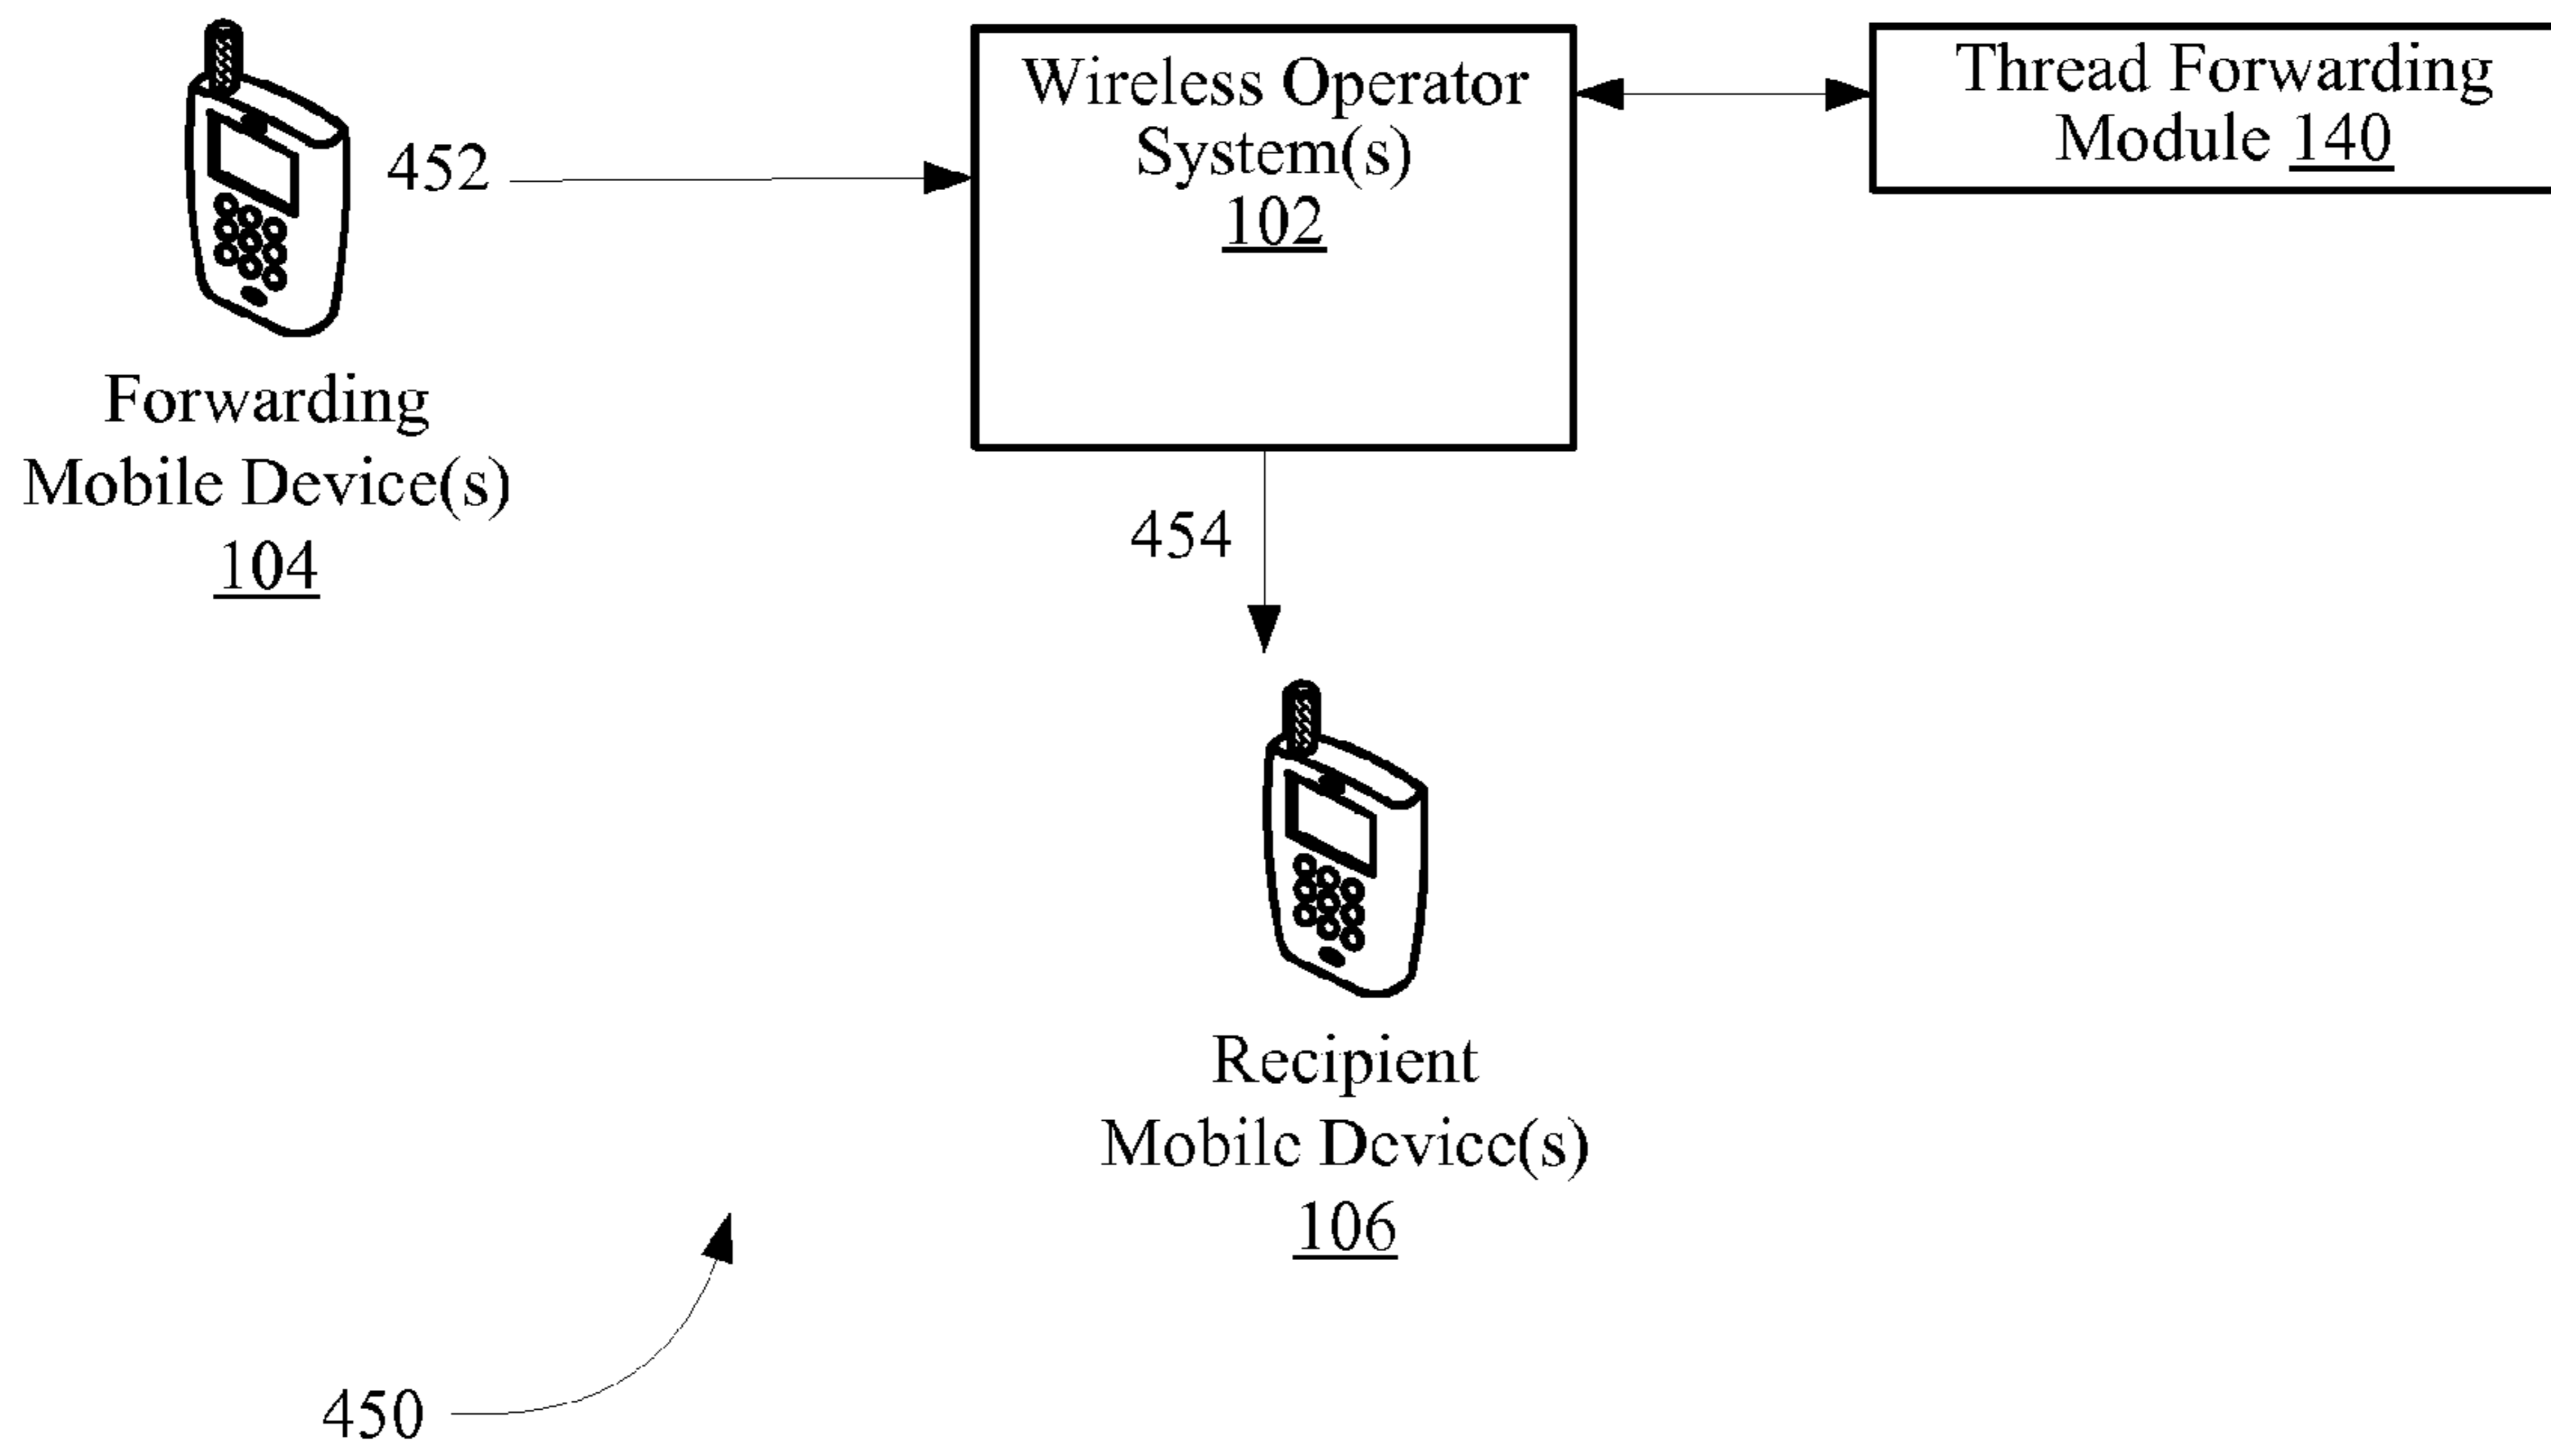 Wireless Operator
System(s)
102
Thread Forwarding
Module 140
452
Forwarding
Mobile Device(s)
104
454
Recipient
Mobile Device(s)
106
450